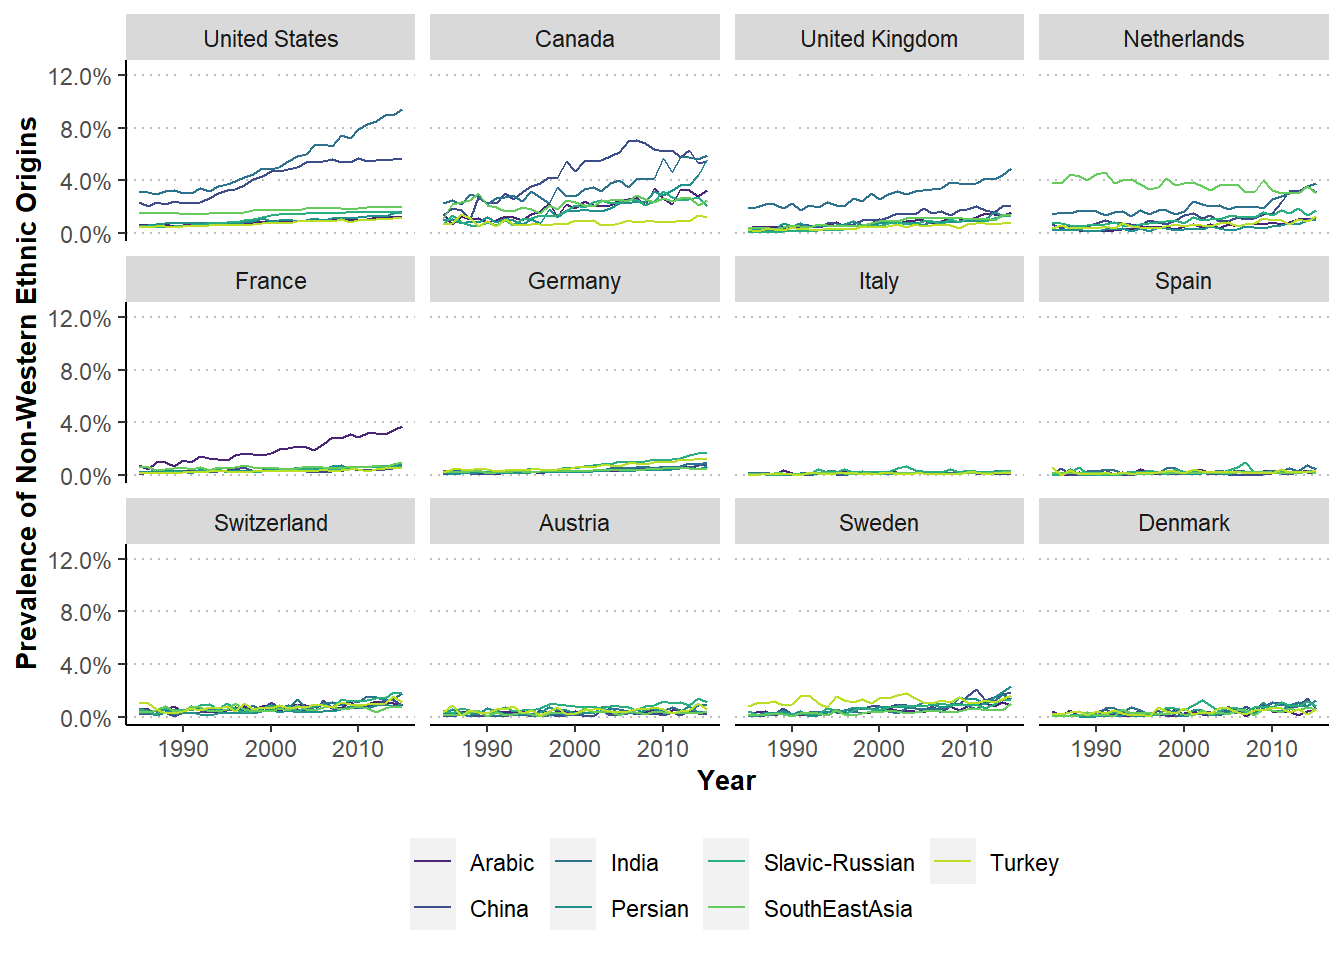 United States
Canada
United Kingdom
Netherlands
12.0%
8.0%
4.0%
0.0%
France
Germany
Italy
Spain
12.0%
8.0%
4.0%
0.0%
Switzerland
Austria
Sweden
Denmark
12.0%
8.0%
4.0%
0.0%
Prevalence of Non-Western Ethnic Origins
1990 2000 2010
1990 2000 2010
1990 2000 2010
1990 2000 2010
Year
Arabic India Slavic-Russian Turkey
China Persian SouthEastAsia